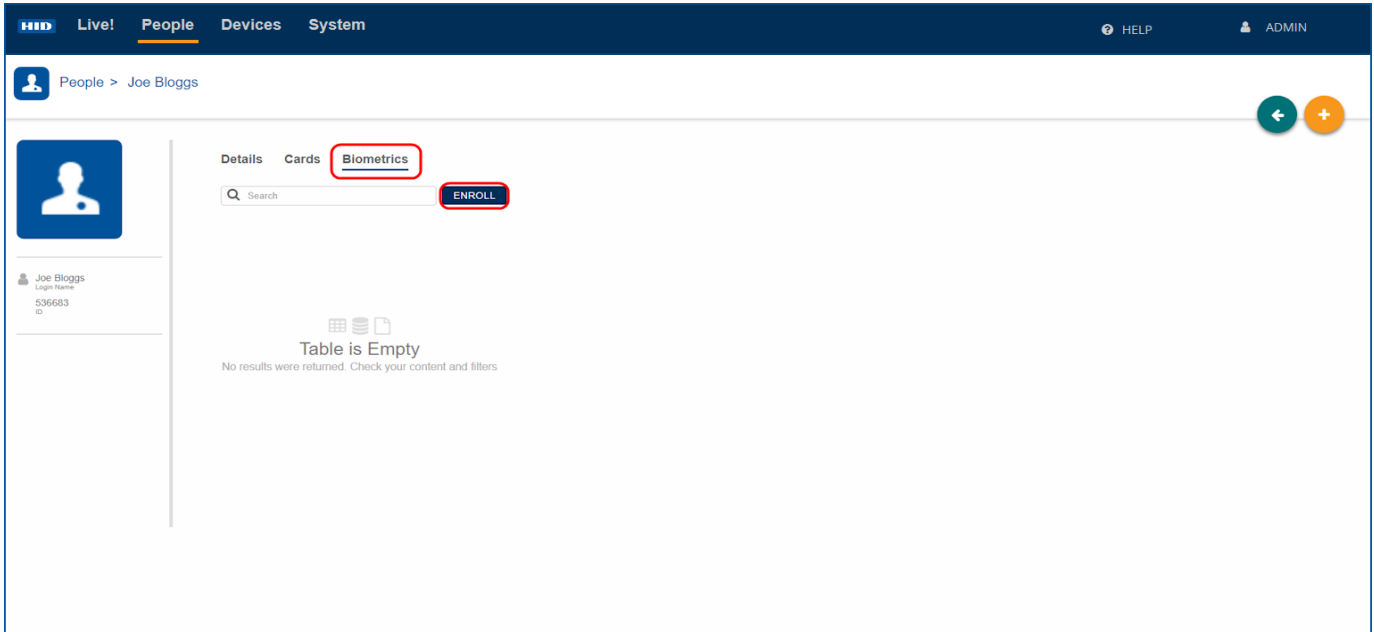 HID Live! People Devices System HELP ADMIN
People > Joe Bloggs
Details Cards Biometrics
Search ENROLL
Joe Bloggs
Login Name
536683
ID
Table is Empty
No results were returned. Check your content and filters